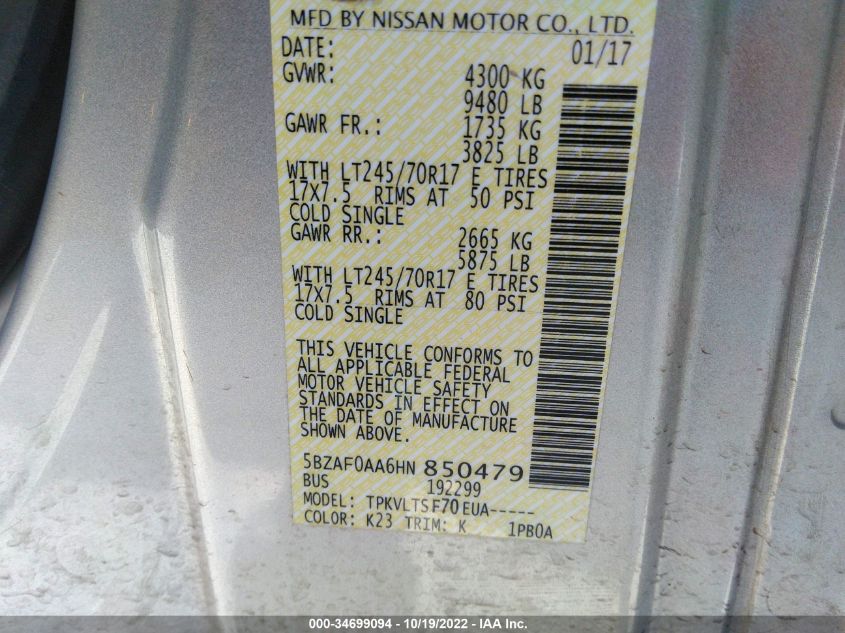 MFD BY NISSAN MOTOR CO., LTD.
DATE: 01/17
GVWR: 4300 KG
9480 LB
GAWR FR.: 1735 KG
3825 LB
WITH LT245/70R17 E TIRES
17X7.5 RIMS AT 50 PSI
COLD SINGLE
GAWR RR.: 2665 KG
5875 LB
WITH LT245/70R17 E TIRES
17X7.5 RIMS AT 80 PSI
COLD SINGLE
THIS VEHICLE CONFORMS TO
ALL APPLICABLE FEDERAL
MOTOR VEHICLE SAFETY
STANDARDS IN EFFECT ON
THE DATE OF MANUFACTURE
SHOWN ABOVE.
5BZAF0AA6HN 850479
BUS 192299
MODEL: TPKVLTSF70EUA-----
COLOR: K23 TRIM: K 1PB0A
000-34699094 - 10/19/2022 - IAA Inc.